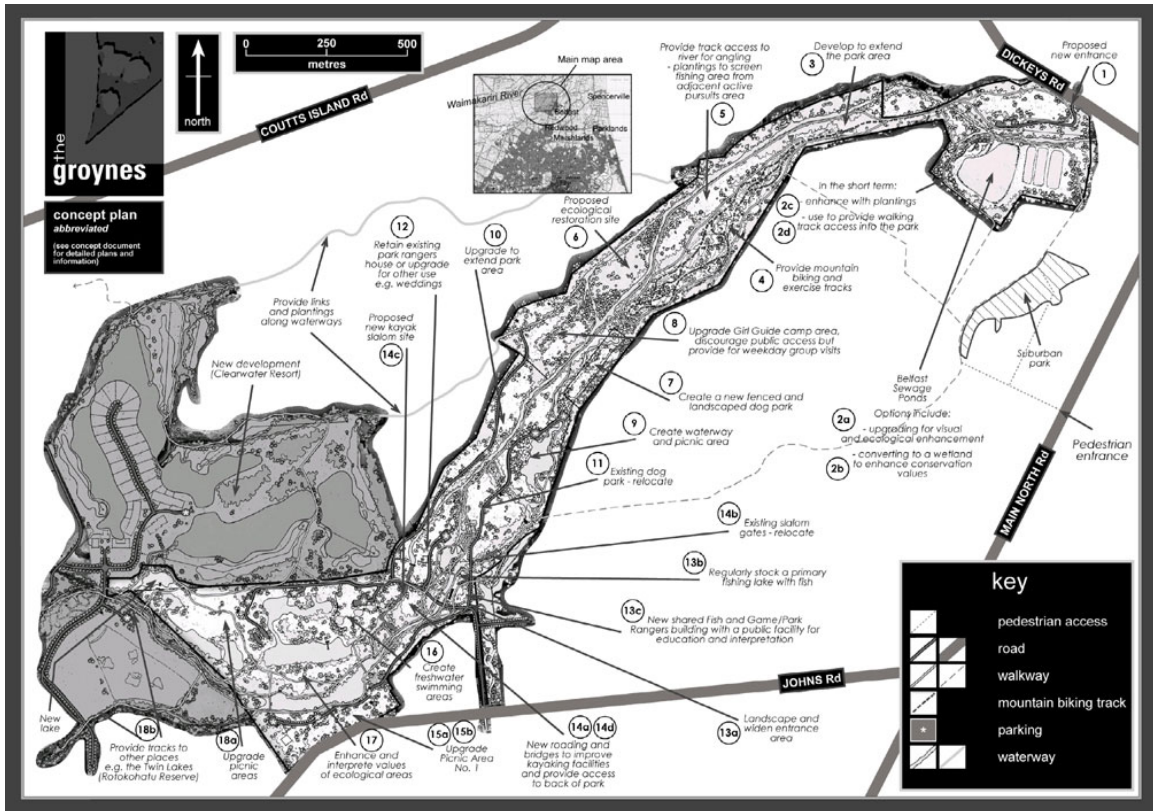 the
groynes
concept plan
abbreviated
(see concept document
for detailed plans and
information)
north
0 250 500
metres
COUTTS ISLAND Rd
Main map area
Waimakariri River
Spencerville
Belfast
Redwood
Marshlands
Parklands
Provide track access to
river for angling
- plantings to screen
fishing area from
adjacent active
pursuits area
5
Develop to extend
the park area
3
Proposed
new entrance
1
DICKEYS Rd
Proposed
ecological
restoration site
6
In the short term:
- enhance with plantings
2c
- use to provide walking
track access into the park
2d
Provide mountain
biking and
exercise tracks
4
12
Retain existing
park rangers
house or upgrade
for other use
e.g. weddings
10
Upgrade to
extend park
area
Provide links
and plantings
along waterways
Proposed
new kayak
slalom site
14c
New development
(Clearwater Resort)
8
Upgrade Girl Guide camp area,
discourage public access but
provide for weekday group visits
7
Create a new fenced and
landscaped dog park
9
Create waterway
and picnic area
11
Existing dog
park - relocate
14b
Existing slalom
gates - relocate
13b
Regularly stock a primary
fishing lake with fish
13c
New shared Fish and Game/Park
Rangers building with a public facility for
education and interpretation
Suburban
park
Belfast
Sewage
Ponds
2a
Options include:
- upgrading for visual
and ecological enhancement
- converting to a wetland
to enhance conservation
values
2b
Pedestrian
entrance
MAIN NORTH Rd
JOHNS Rd
16
Create
freshwater
swimming
areas
New
lake
18b
Provide tracks to
other places
e.g. the Twin Lakes
(Rotokohatu Reserve)
18a
Upgrade
picnic
areas
17
Enhance and
interprete values
of ecological areas
15a 15b
Upgrade
Picnic Area
No. 1
14a 14d
New roading and
bridges to improve
kayaking facilities
and provide access
to back of park
13a
Landscape and
widen entrance
area
key
pedestrian access
road
walkway
mountain biking track
* parking
waterway